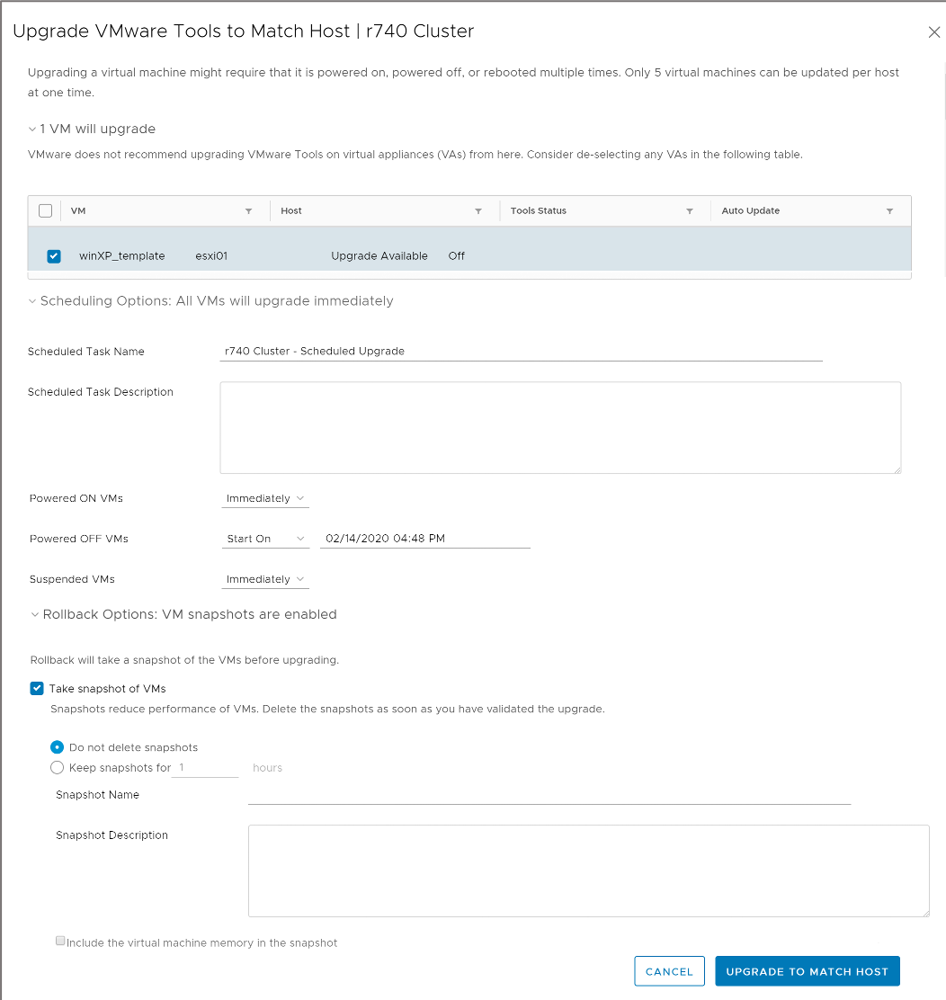 Upgrade VMware Tools to Match Host | r740 Cluster
Upgrading a virtual machine might require that it is powered on, powered off, or rebooted multiple times. Only 5 virtual machines can be updated per host
at one time.
1 VM will upgrade
VMware does not recommend upgrading VMware Tools on virtual appliances (VAs) from here. Consider de-selecting any VAs in the following table.
VM Host Tools Status Auto Update
winXP_template esxi01 Upgrade Available Off
Scheduling Options: All VMs will upgrade immediately
Scheduled Task Name r740 Cluster - Scheduled Upgrade
Scheduled Task Description
Powered ON VMs Immediately
Powered OFF VMs Start On 02/14/2020 04:48 PM
Suspended VMs Immediately
Rollback Options: VM snapshots are enabled
Rollback will take a snapshot of the VMs before upgrading.
Take snapshot of VMs
Snapshots reduce performance of VMs. Delete the snapshots as soon as you have validated the upgrade.
Do not delete snapshots
Keep snapshots for 1 hours
Snapshot Name
Snapshot Description
Include the virtual machine memory in the snapshot
CANCEL UPGRADE TO MATCH HOST